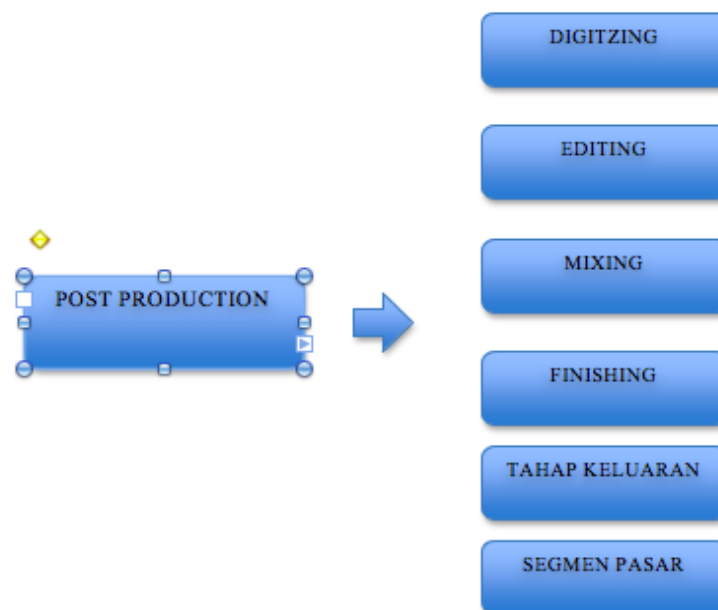 DIGITZING
EDITING
POST PRODUCTION
MIXING
FINISHING
TAHAP KELUARAN
SEGMEN PASAR